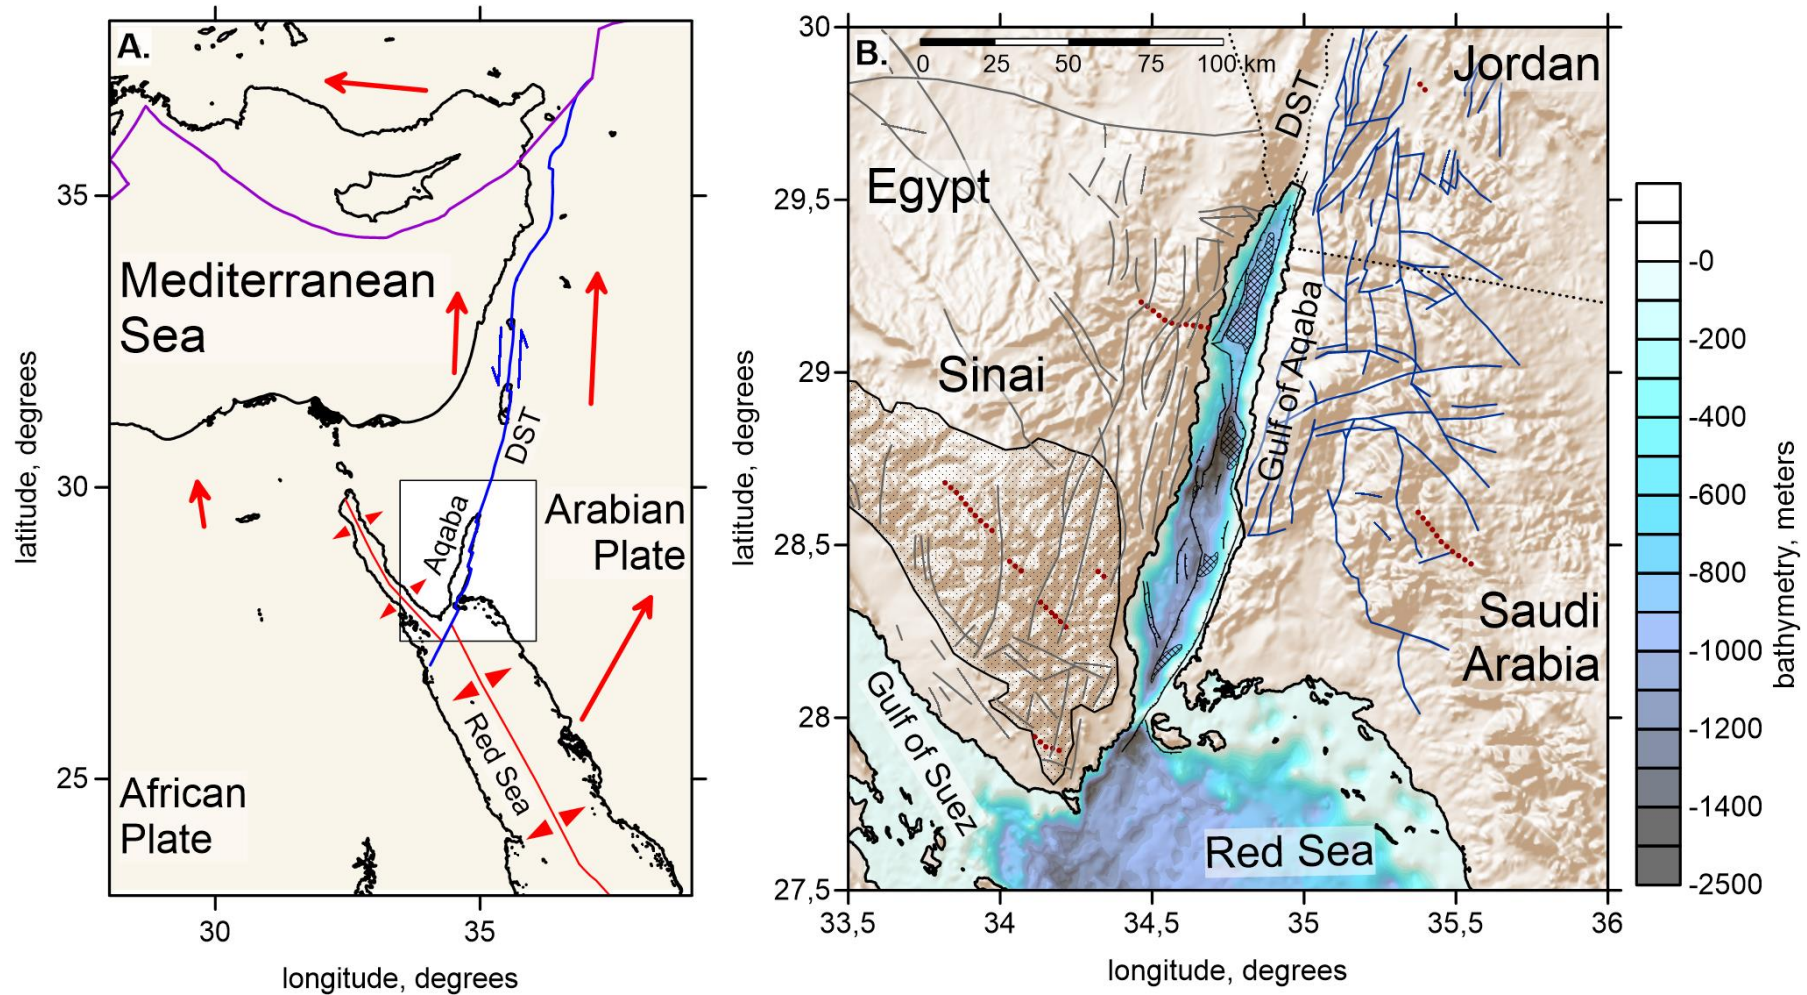 A.
Mediterranean
Sea
DST
Aqaba
Arabian
Plate
Red Sea
African
Plate
35
30
25
30
35
latitude, degrees
longitude, degrees
B.
0 25 50 75 100 km
Jordan
DST
Egypt
Sinai
Gulf of Aqaba
Saudi
Arabia
Gulf of Suez
Red Sea
30
29,5
29
28,5
28
27,5
33,5
34
34,5
35
35,5
36
latitude, degrees
longitude, degrees
-0
-200
-400
-600
-800
-1000
-1200
-1400
-2500
bathymetry, meters